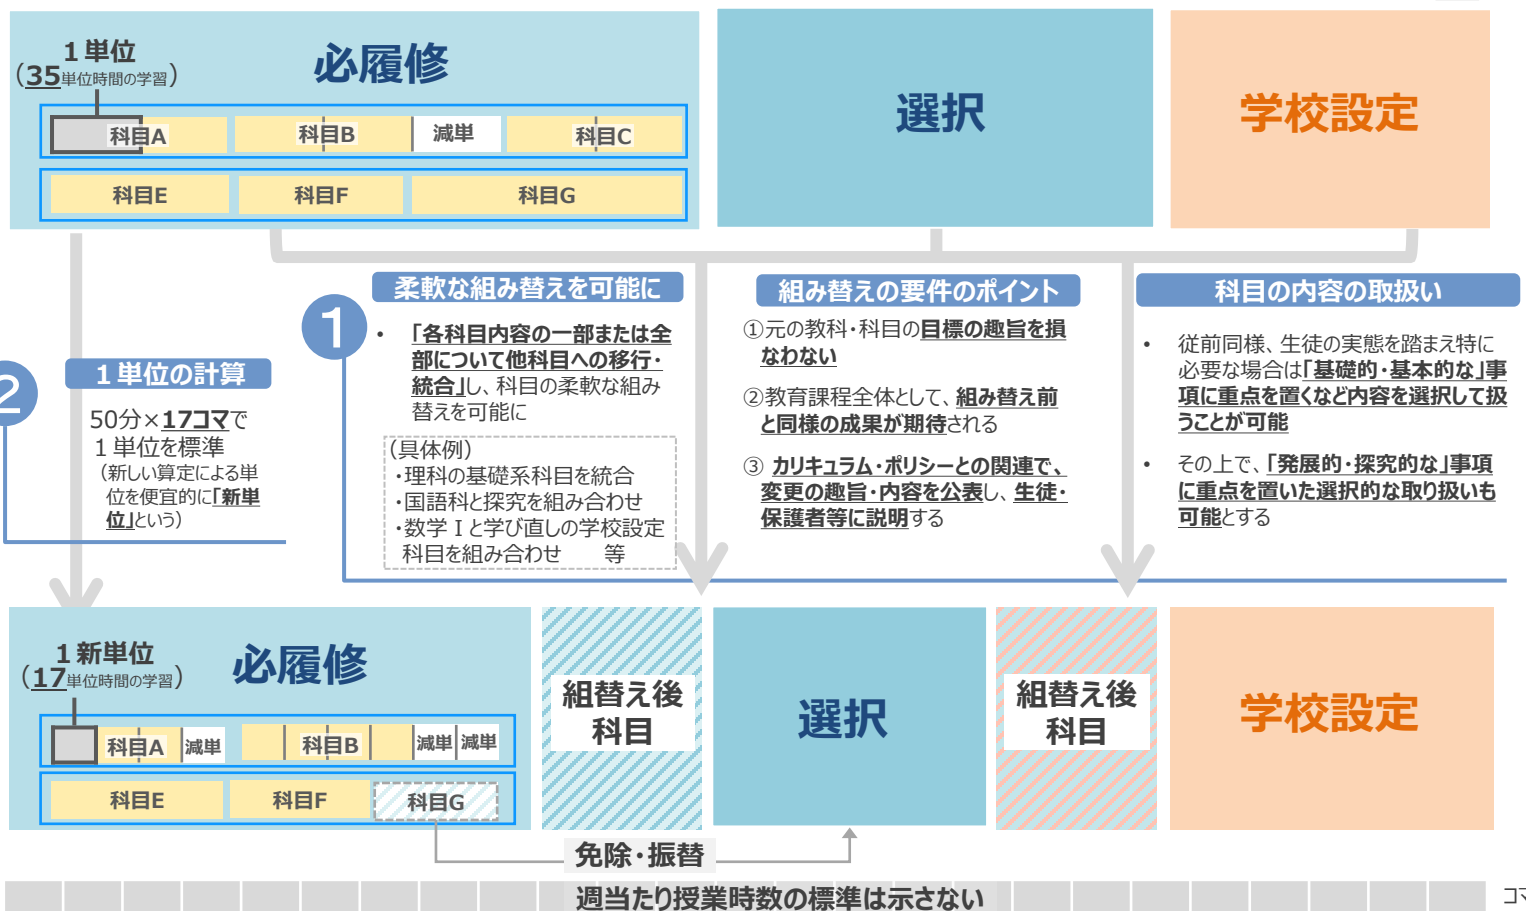 1単位
（35単位時間の学習）
必履修
科目A
科目B
減単
科目C
科目E
科目F
科目G
選択
学校設定
2
1単位の計算
50分×17コマで
1単位を標準
（新しい算定による単
位を便宜的に「新単
位」という）
1
柔軟な組み替えを可能に
• 「各科目内容の一部または全
部について他科目への移行・
統合」し、科目の柔軟な組み
替えを可能に
（具体例）
・理科の基礎系科目を統合
・国語科と探究を組み合わせ
・数学Ⅰと学び直しの学校設定
科目を組み合わせ　　等
組み替えの要件のポイント
①元の教科・科目の目標の趣旨を損
なわない
②教育課程全体として、組み替え前
と同様の成果が期待される
③ カリキュラム・ポリシーとの関連で、
変更の趣旨・内容を公表し、生徒・
保護者等に説明する
科目の内容の取扱い
• 従前同様、生徒の実態を踏まえ特に
必要な場合は「基礎的・基本的な」事
項に重点を置くなど内容を選択して扱
うことが可能
• その上で、「発展的・探究的な」事項
に重点を置いた選択的な取り扱いも
可能とする
1新単位
（17単位時間の学習）
必履修
科目A
減単
科目B
減単
減単
科目E
科目F
科目G
組替え後
科目
選択
組替え後
科目
学校設定
免除・振替
週当たり授業時数の標準は示さない
コマ